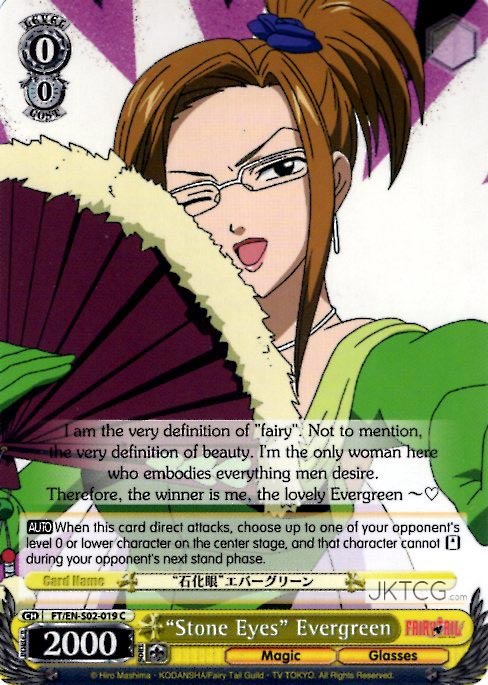 LEVEL
0
0
COST
I am the very definition of "fairy". Not to mention,
the very definition of beauty. I'm the only woman here
who embodies everything men desire.
Therefore, the winner is me, the lovely Evergreen ～♡
AUTO When this card direct attacks, choose up to one of your opponent's
level 0 or lower character on the center stage, and that character cannot
during your opponent's next stand phase.
Card Name "石化眼"エバーグリーン
JKTCG.com
CH FT/EN-S02-019 C
POWER 2000 SOUL "Stone Eyes" Evergreen FAIRY TAIL
Magic Glasses
© Hiro Mashima・KODANSHA/Fairy Tail Guild・TV TOKYO. All Rights Reserved.